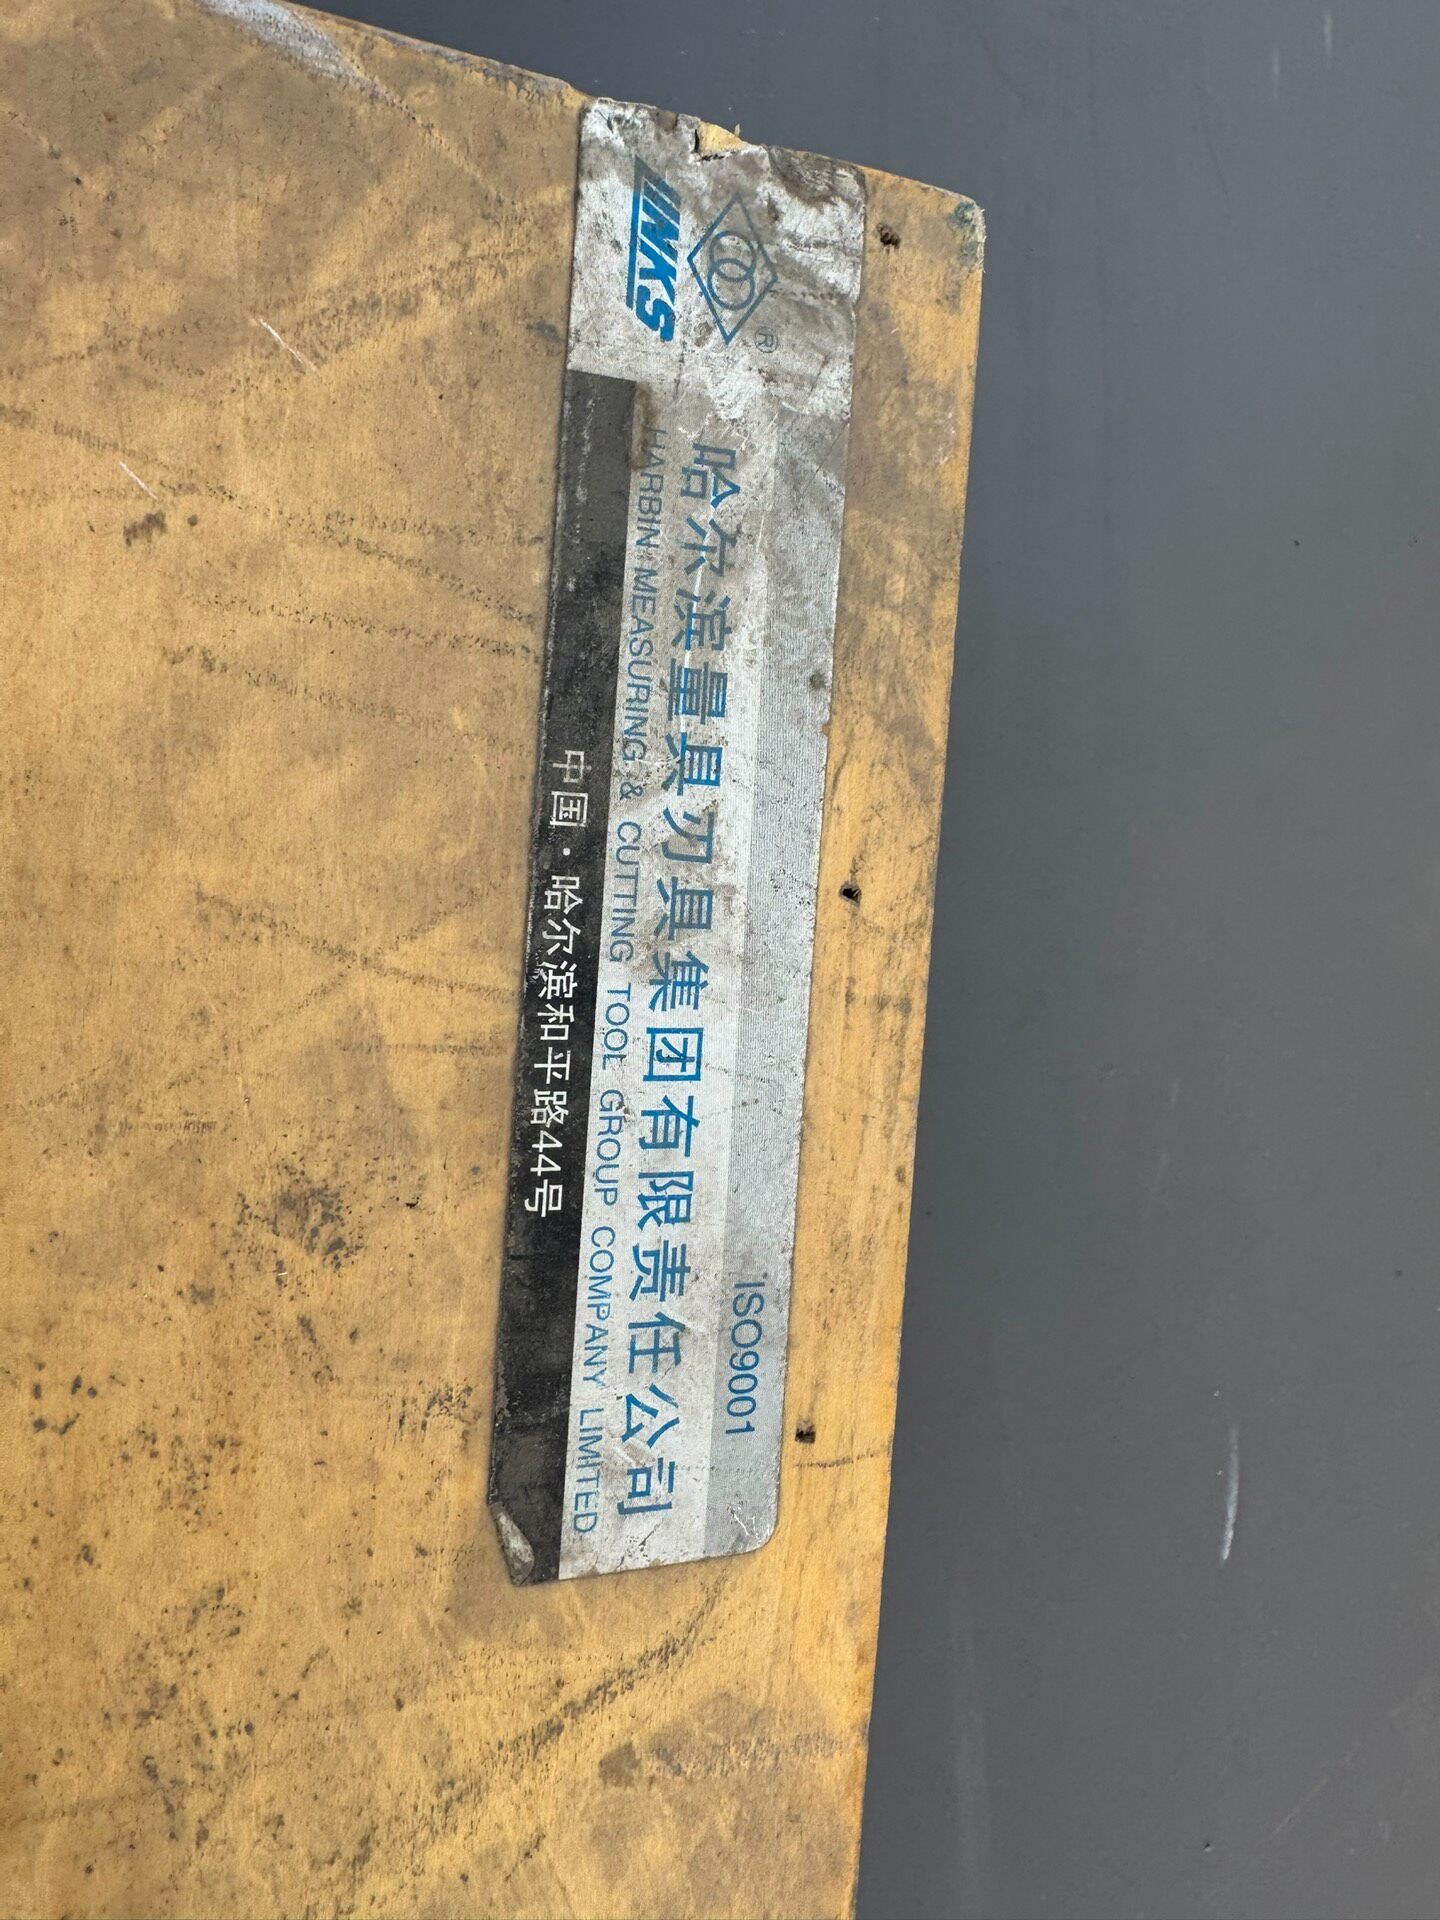 LINKS
®
ISO9001
哈尔滨量具刃具集团有限责任公司
HARBIN MEASURING & CUTTING TOOL GROUP COMPANY LIMITED
中国·哈尔滨和平路44号